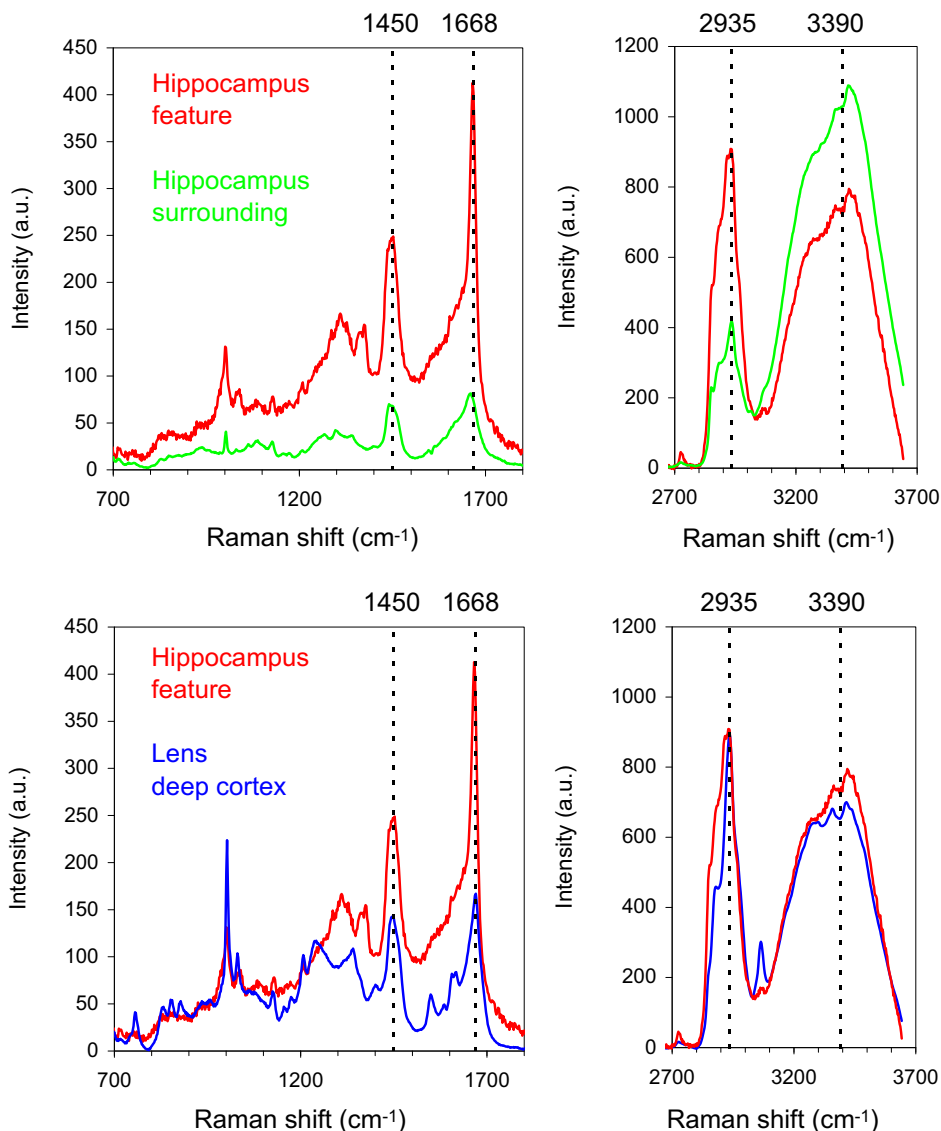 1450 1668
450
400
350
300
250
200
150
100
50
0
Intensity (a.u.)
Hippocampus
feature
Hippocampus
surrounding
700 1200 1700
Raman shift (cm-1)
2935 3390
1200
1000
800
600
400
200
0
Intensity (a.u.)
2700 3200 3700
Raman shift (cm-1)
1450 1668
450
400
350
300
250
200
150
100
50
0
Intensity (a.u.)
Hippocampus
feature
Lens
deep cortex
700 1200 1700
Raman shift (cm-1)
2935 3390
1200
1000
800
600
400
200
0
Intensity (a.u.)
2700 3200 3700
Raman shift (cm-1)